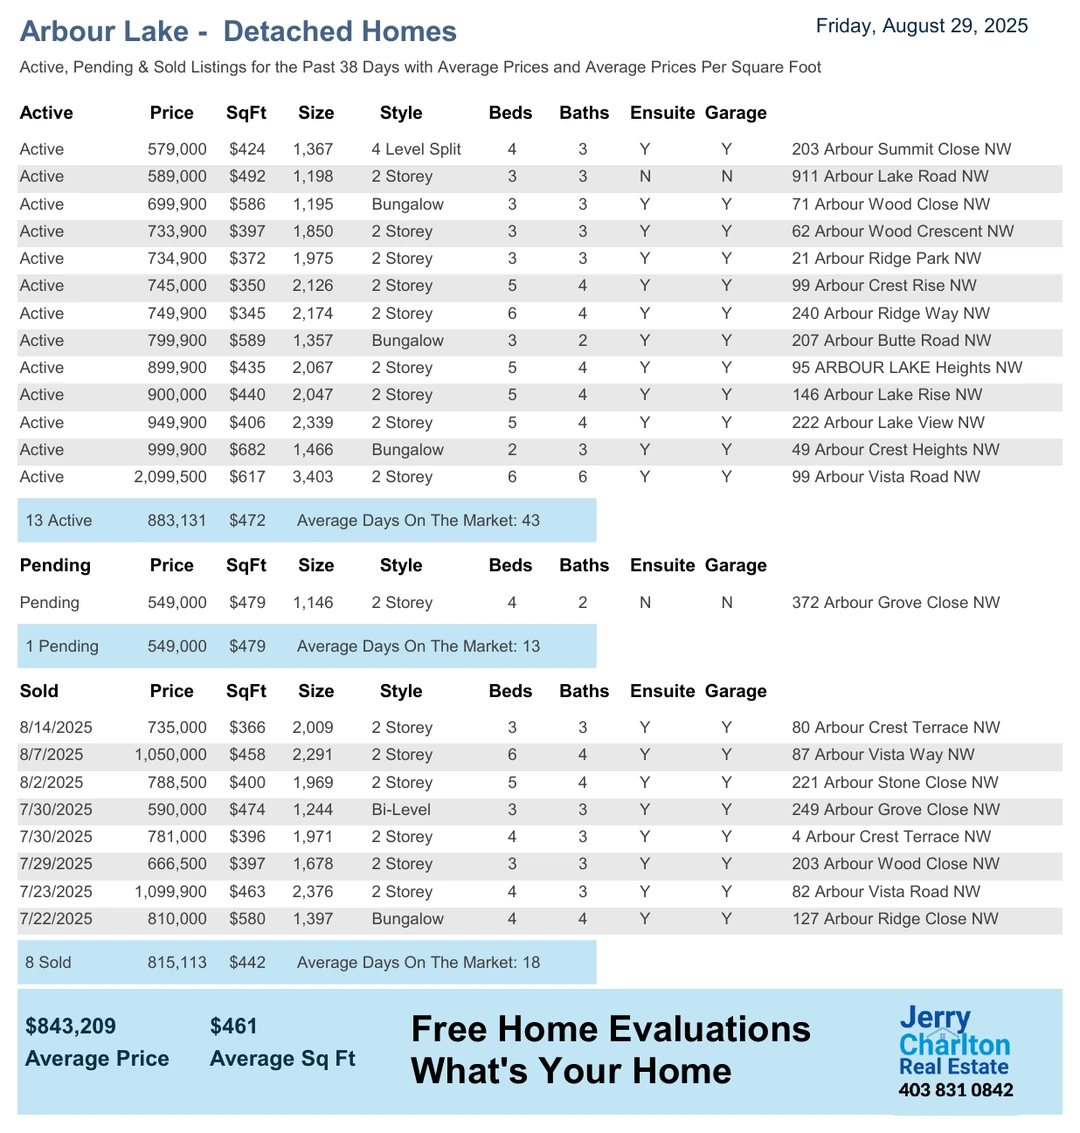 Arbour Lake - Detached Homes
Friday, August 29, 2025
Active, Pending & Sold Listings for the Past 38 Days with Average Prices and Average Prices Per Square Foot
Active Price SqFt Size Style Beds Baths Ensuite Garage
Active 579,000 $424 1,367 4 Level Split 4 3 Y Y 203 Arbour Summit Close NW
Active 589,000 $492 1,198 2 Storey 3 3 N N 911 Arbour Lake Road NW
Active 699,900 $586 1,195 Bungalow 3 3 Y Y 71 Arbour Wood Close NW
Active 733,900 $397 1,850 2 Storey 3 3 Y Y 62 Arbour Wood Crescent NW
Active 734,900 $372 1,975 2 Storey 3 3 Y Y 21 Arbour Ridge Park NW
Active 745,000 $350 2,126 2 Storey 5 4 Y Y 99 Arbour Crest Rise NW
Active 749,900 $345 2,174 2 Storey 6 4 Y Y 240 Arbour Ridge Way NW
Active 799,900 $589 1,357 Bungalow 3 2 Y Y 207 Arbour Butte Road NW
Active 899,900 $435 2,067 2 Storey 5 4 Y Y 95 ARBOUR LAKE Heights NW
Active 900,000 $440 2,047 2 Storey 5 4 Y Y 146 Arbour Lake Rise NW
Active 949,900 $406 2,339 2 Storey 5 4 Y Y 222 Arbour Lake View NW
Active 999,900 $682 1,466 Bungalow 2 3 Y Y 49 Arbour Crest Heights NW
Active 2,099,500 $617 3,403 2 Storey 6 6 Y Y 99 Arbour Vista Road NW
13 Active 883,131 $472 Average Days On The Market: 43
Pending Price SqFt Size Style Beds Baths Ensuite Garage
Pending 549,000 $479 1,146 2 Storey 4 2 N N 372 Arbour Grove Close NW
1 Pending 549,000 $479 Average Days On The Market: 13
Sold Price SqFt Size Style Beds Baths Ensuite Garage
8/14/2025 735,000 $366 2,009 2 Storey 3 3 Y Y 80 Arbour Crest Terrace NW
8/7/2025 1,050,000 $458 2,291 2 Storey 6 4 Y Y 87 Arbour Vista Way NW
8/2/2025 788,500 $400 1,969 2 Storey 5 4 Y Y 221 Arbour Stone Close NW
7/30/2025 590,000 $474 1,244 Bi-Level 3 3 Y Y 249 Arbour Grove Close NW
7/30/2025 781,000 $396 1,971 2 Storey 4 3 Y Y 4 Arbour Crest Terrace NW
7/29/2025 666,500 $397 1,678 2 Storey 3 3 Y Y 203 Arbour Wood Close NW
7/23/2025 1,099,900 $463 2,376 2 Storey 4 3 Y Y 82 Arbour Vista Road NW
7/22/2025 810,000 $580 1,397 Bungalow 4 4 Y Y 127 Arbour Ridge Close NW
8 Sold 815,113 $442 Average Days On The Market: 18
$843,209 $461
Average Price Average Sq Ft
Free Home Evaluations
What's Your Home
Jerry
Charlton
Real Estate
403 831 0842